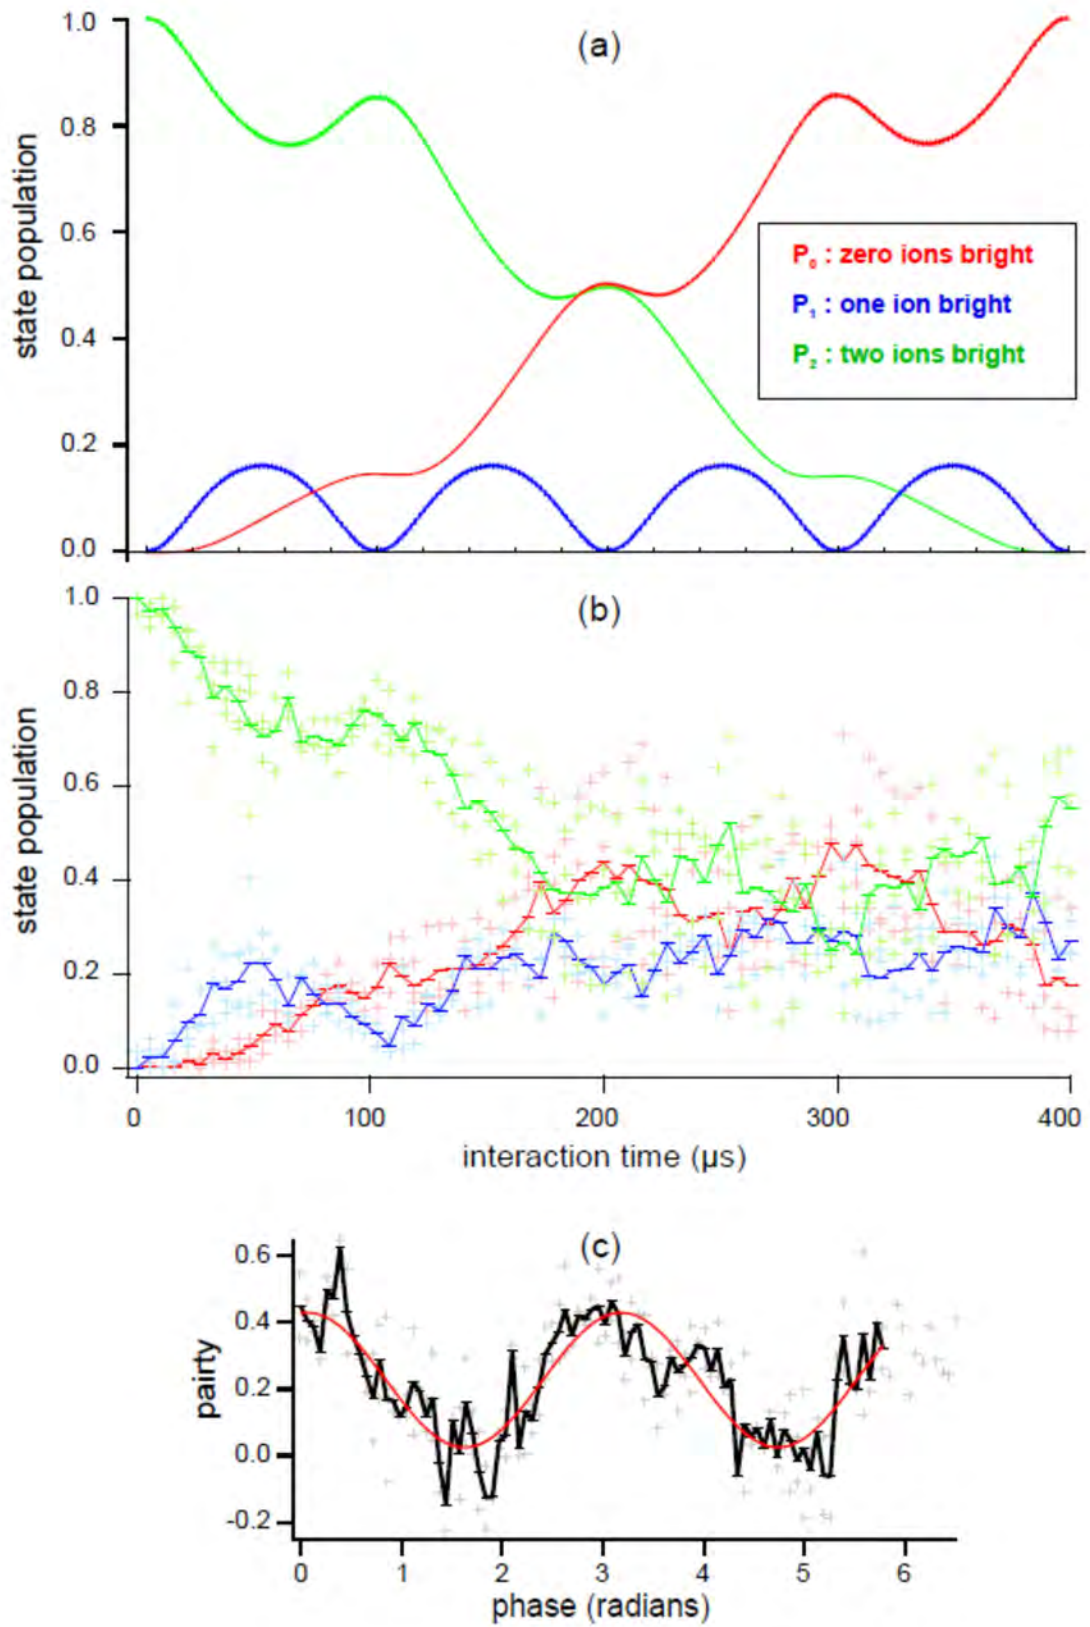 (a)
1.0
0.8
0.6
0.4
0.2
0.0
state population
P₀ : zero ions bright
P₁ : one ion bright
P₂ : two ions bright
(b)
1.0
0.8
0.6
0.4
0.2
0.0
state population
0 100 200 300 400
interaction time (µs)
(c)
0.6
0.4
0.2
0.0
-0.2
pairty
0 1 2 3 4 5 6
phase (radians)